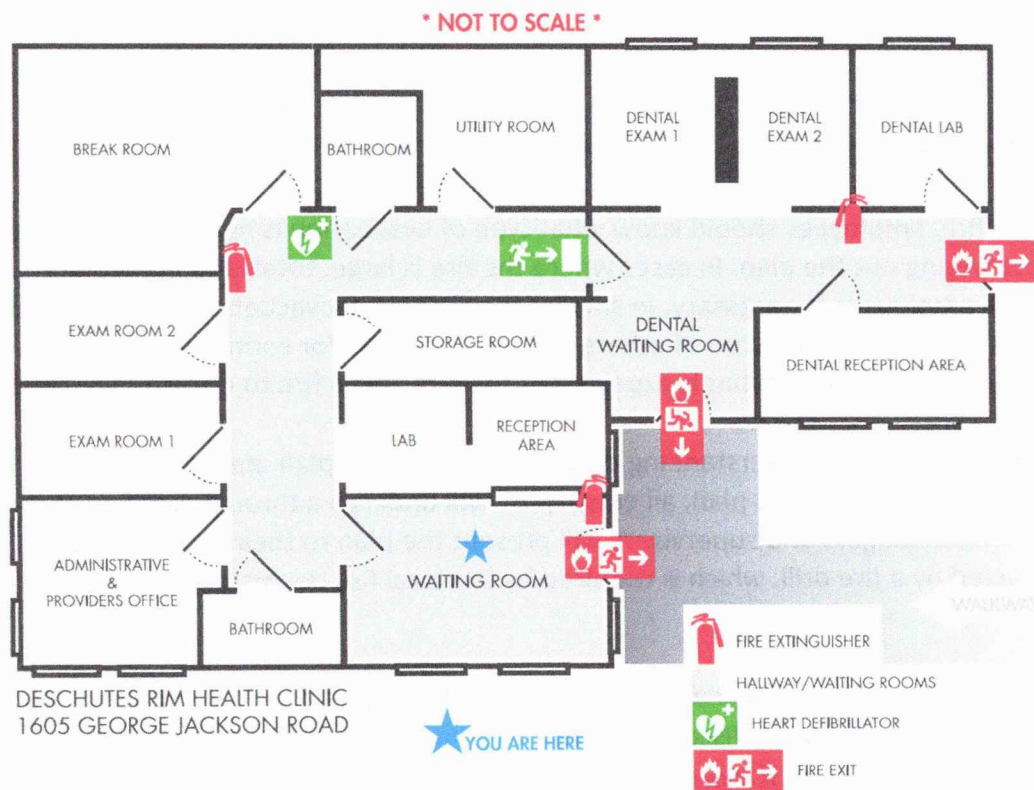 * NOT TO SCALE *
BREAK ROOM
BATHROOM
UTILITY ROOM
DENTAL
EXAM 1
DENTAL
EXAM 2
DENTAL LAB
EXAM ROOM 2
STORAGE ROOM
DENTAL
WAITING ROOM
DENTAL RECEPTION AREA
EXAM ROOM 1
LAB
RECEPTION
AREA
ADMINISTRATIVE
&
PROVIDERS OFFICE
WAITING ROOM
BATHROOM
DESCHUTES RIM HEALTH CLINIC
1605 GEORGE JACKSON ROAD
YOU ARE HERE
FIRE EXTINGUISHER
HALLWAY/WAITING ROOMS
HEART DEFIBRILLATOR
FIRE EXIT